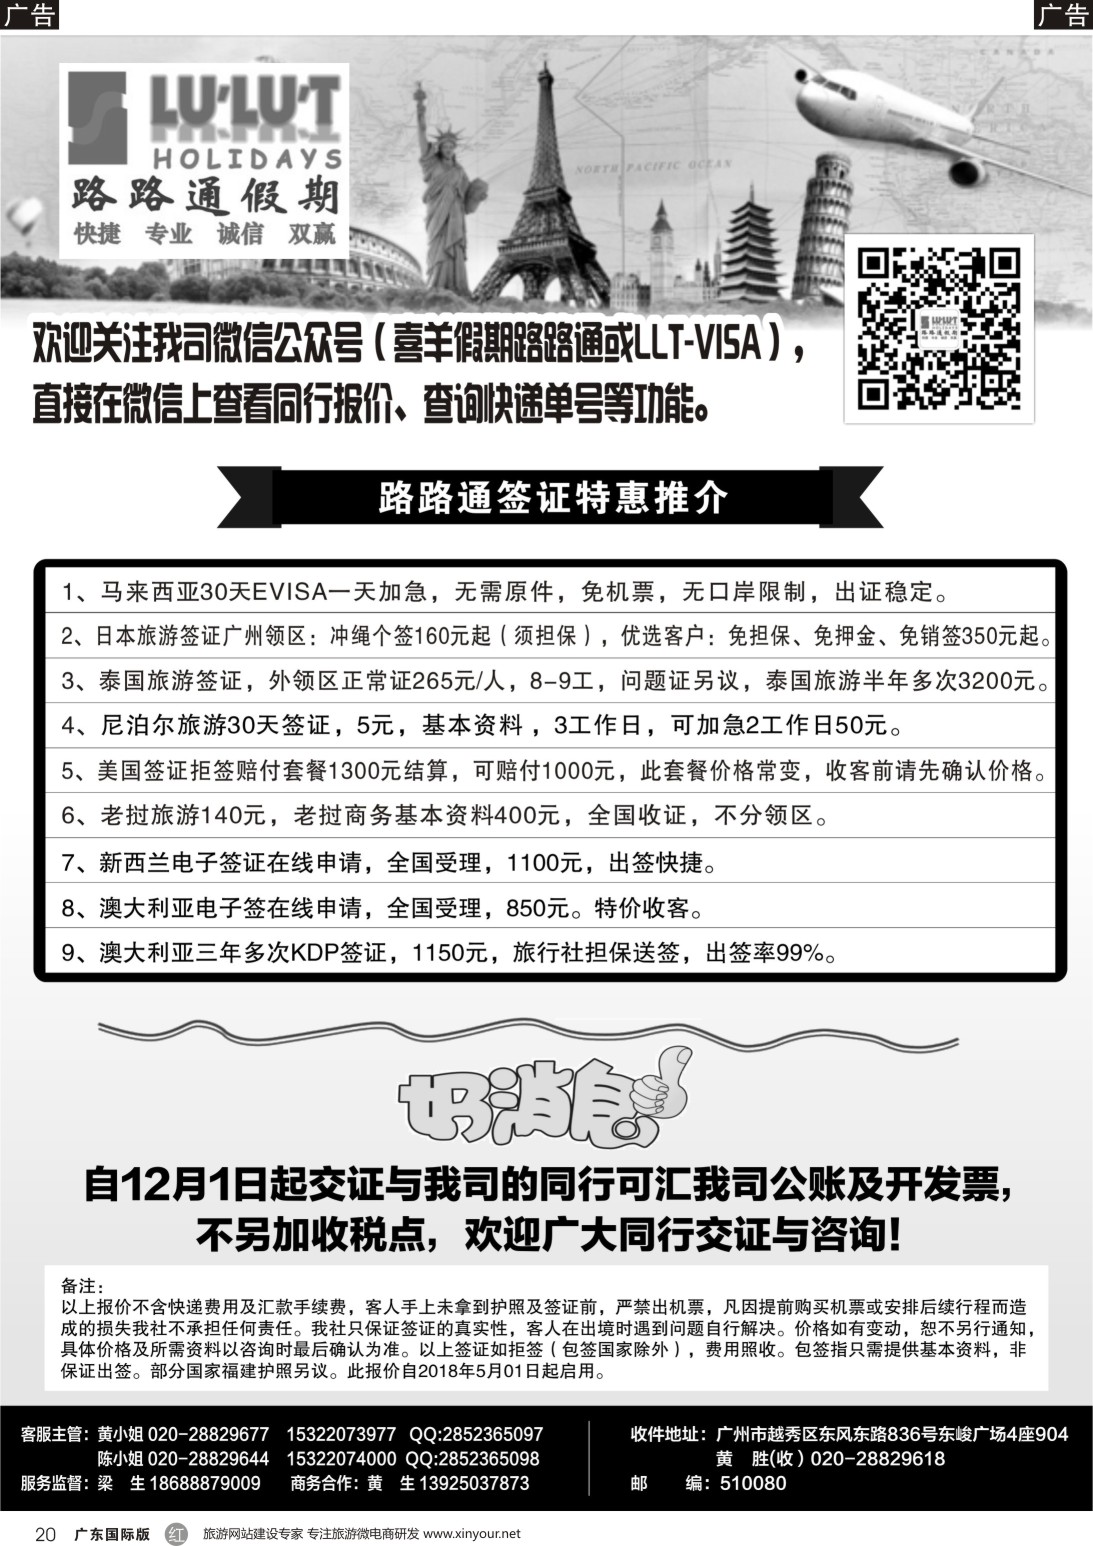 广告
广告
CANADA
NORTH
NORTH PACIFIC OCEAN
LU'LU'T
HOLIDAYS
路路通假期
快捷 专业 诚信 双赢
欢迎关注我司微信公众号（喜羊假期路路通或LLT-VISA），
直接在微信上查看同行报价、查询快递单号等功能。
路路通签证特惠推介
1、马来西亚30天EVISA一天加急，无需原件，免机票，无口岸限制，出证稳定。
2、日本旅游签证广州领区：冲绳个签160元起（须担保），优选客户：免担保、免押金、免销签350元起。
3、泰国旅游签证，外领区正常证265元/人，8-9工，问题证另议，泰国旅游半年多次3200元。
4、尼泊尔旅游30天签证，5元，基本资料，3工作日，可加急2工作日50元。
5、美国签证拒签赔付套餐1300元结算，可赔付1000元，此套餐价格常变，收客前请先确认价格。
6、老挝旅游140元，老挝商务基本资料400元，全国收证，不分领区。
7、新西兰电子签证在线申请，全国受理，1100元，出签快捷。
8、澳大利亚电子签在线申请，全国受理，850元。特价收客。
9、澳大利亚三年多次KDP签证，1150元，旅行社担保送签，出签率99%。
好消息
自12月1日起交证与我司的同行可汇我司公账及开发票，
不另加收税点，欢迎广大同行交证与咨询！
备注：
以上报价不含快递费用及汇款手续费，客人手上未拿到护照及签证前，严禁出机票，凡因提前购买机票或安排后续行程而造
成的损失我社不承担任何责任。我社只保证签证的真实性，客人在出境时遇到问题自行解决。价格如有变动，恕不另行通知，
具体价格及所需资料以咨询时最后确认为准。以上签证如拒签（包签国家除外），费用照收。包签指只需提供基本资料，非
保证出签。部分国家福建护照另议。此报价自2018年5月01日起启用。
客服主管：黄小姐 020-28829677 15322073977 QQ:2852365097
陈小姐 020-28829644 15322074000 QQ:2852365098
服务监督：梁 生 18688879009 商务合作：黄 生 13925037873
收件地址：广州市越秀区东风东路836号东峻广场4座904
黄 胜(收）020-28829618
邮 编：510080
20 广东国际版 红 旅游网站建设专家 专注旅游微电商研发 www.xinyour.net